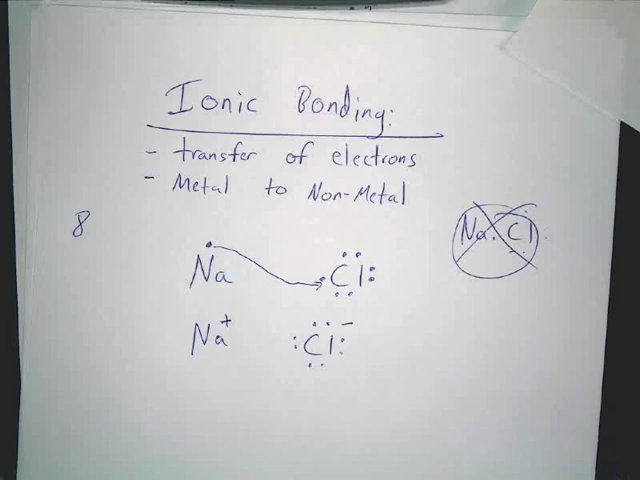 Ionic Bonding:
- transfer of electrons
- Metal to Non-Metal
8
Na. Cl:
Na Cl
Na+ Cl-